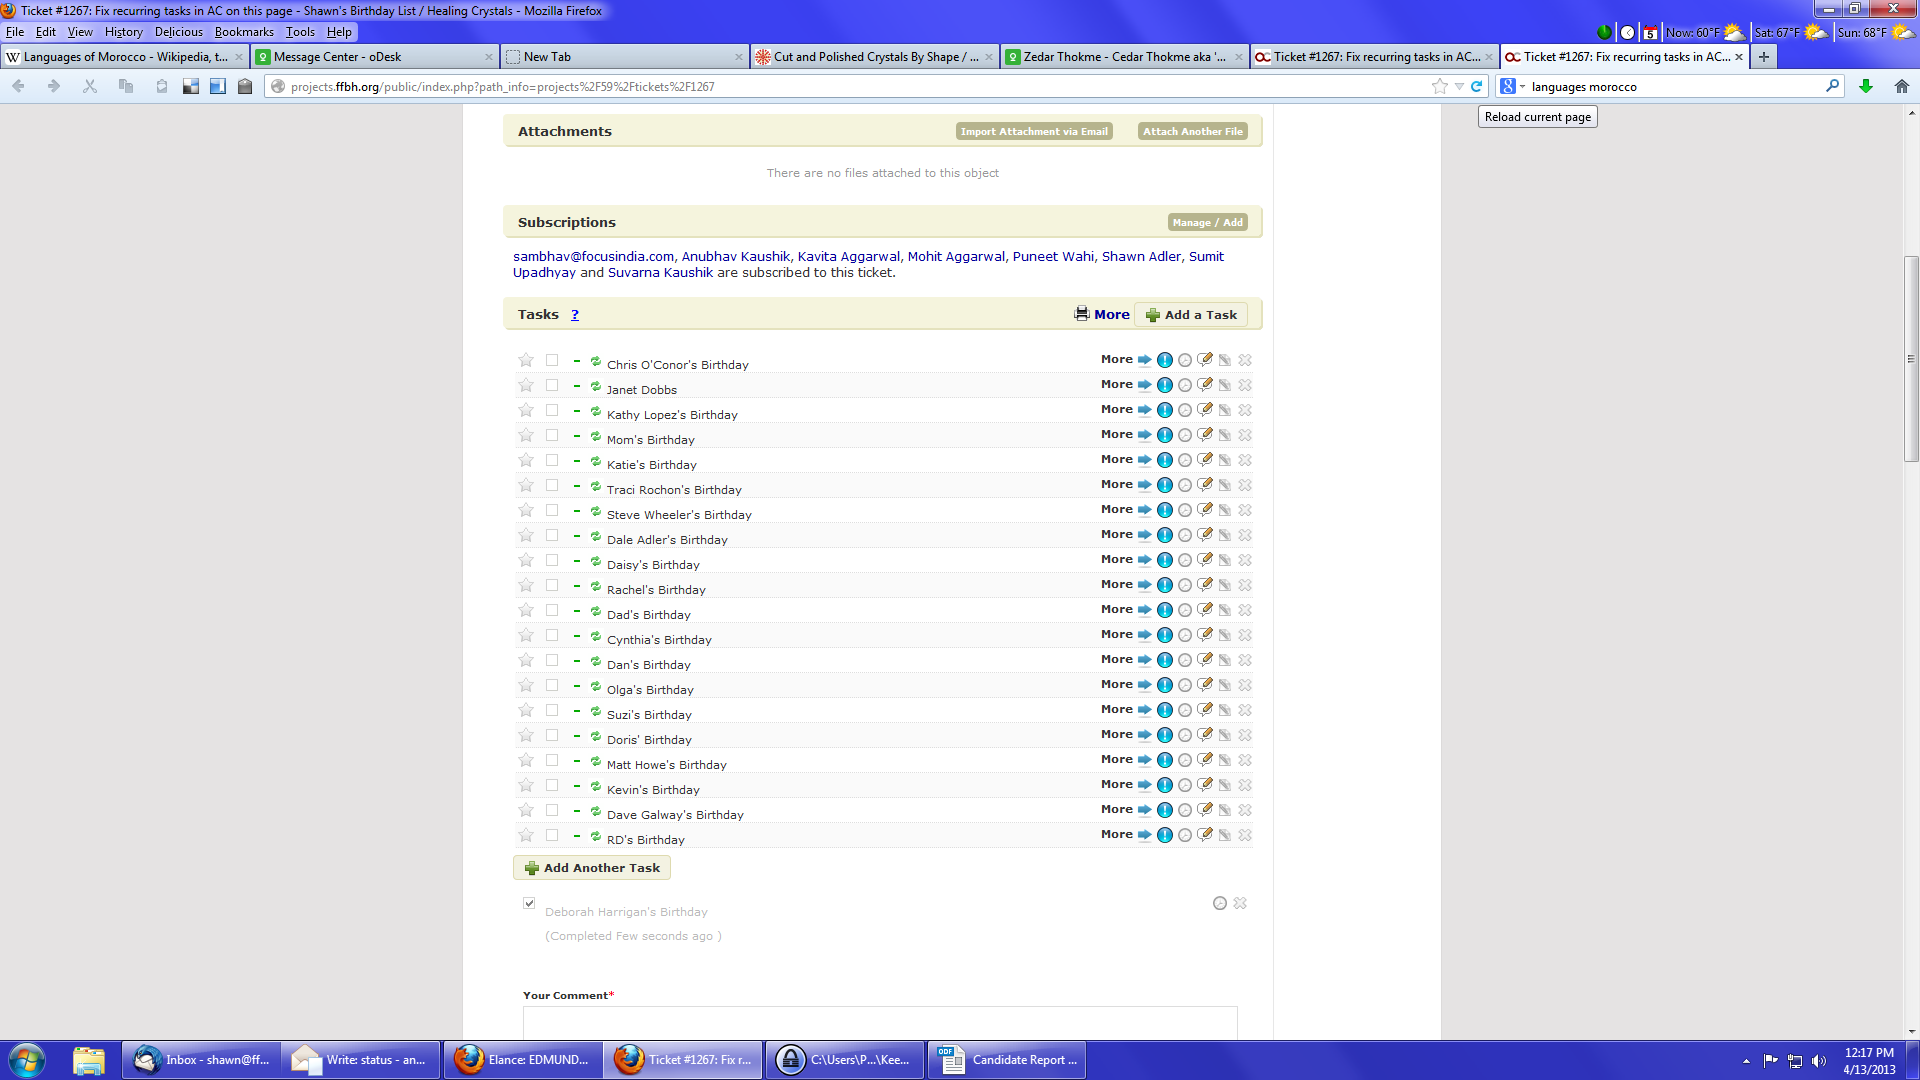 Ticket #1267: Fix recurring tasks in AC on this page - Shawn's Birthday List / Healing Crystals - Mozilla Firefox
File Edit View History Delicious Bookmarks Tools Help
5 Now: 60°F Sat: 67°F Sun: 68°F
W Languages of Morocco - Wikipedia, t...
Message Center - oDesk
New Tab
Cut and Polished Crystals By Shape / ...
Zedar Thokme - Cedar Thokme aka '...
Ticket #1267: Fix recurring tasks in AC...
Ticket #1267: Fix recurring tasks in AC...
projects.ffbh.org/public/index.php?path_info=projects%2F59%2Ftickets%2F1267
languages morocco
Reload current page
Attachments Import Attachment via Email Attach Another File
There are no files attached to this object
Subscriptions Manage / Add
sambhav@focusindia.com, Anubhav Kaushik, Kavita Aggarwal, Mohit Aggarwal, Puneet Wahi, Shawn Adler, Sumit
Upadhyay and Suvarna Kaushik are subscribed to this ticket.
Tasks ? More Add a Task
Chris O'Conor's Birthday More
Janet Dobbs More
Kathy Lopez's Birthday More
Mom's Birthday More
Katie's Birthday More
Traci Rochon's Birthday More
Steve Wheeler's Birthday More
Dale Adler's Birthday More
Daisy's Birthday More
Rachel's Birthday More
Dad's Birthday More
Cynthia's Birthday More
Dan's Birthday More
Olga's Birthday More
Suzi's Birthday More
Doris' Birthday More
Matt Howe's Birthday More
Kevin's Birthday More
Dave Galway's Birthday More
RD's Birthday More
Add Another Task
Deborah Harrigan's Birthday
(Completed Few seconds ago )
Your Comment*
Inbox - shawn@ff...
Write: status - an...
Elance: EDMUND...
Ticket #1267: Fix r...
C:\Users\P...\Kee...
ODF Candidate Report ...
12:17 PM
4/13/2013